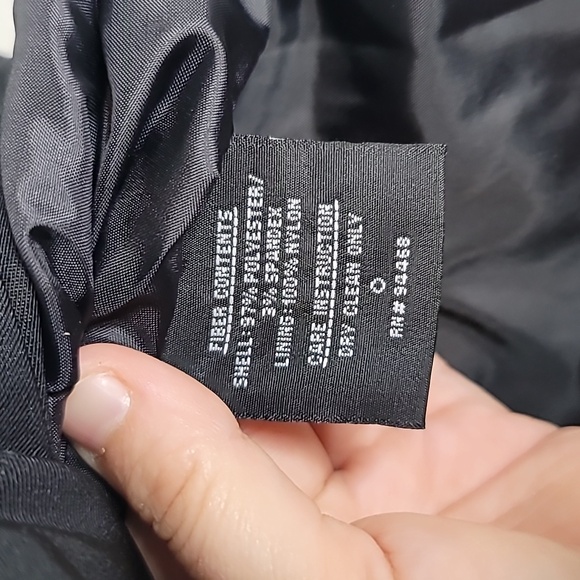 FIBER CONTENTS
SHELL 97% POLYESTER/
3% SPANDEX
LINING:100% NYLON
CARE INSTRUCTION
DRY CLEAN ONLY
RN# 94468